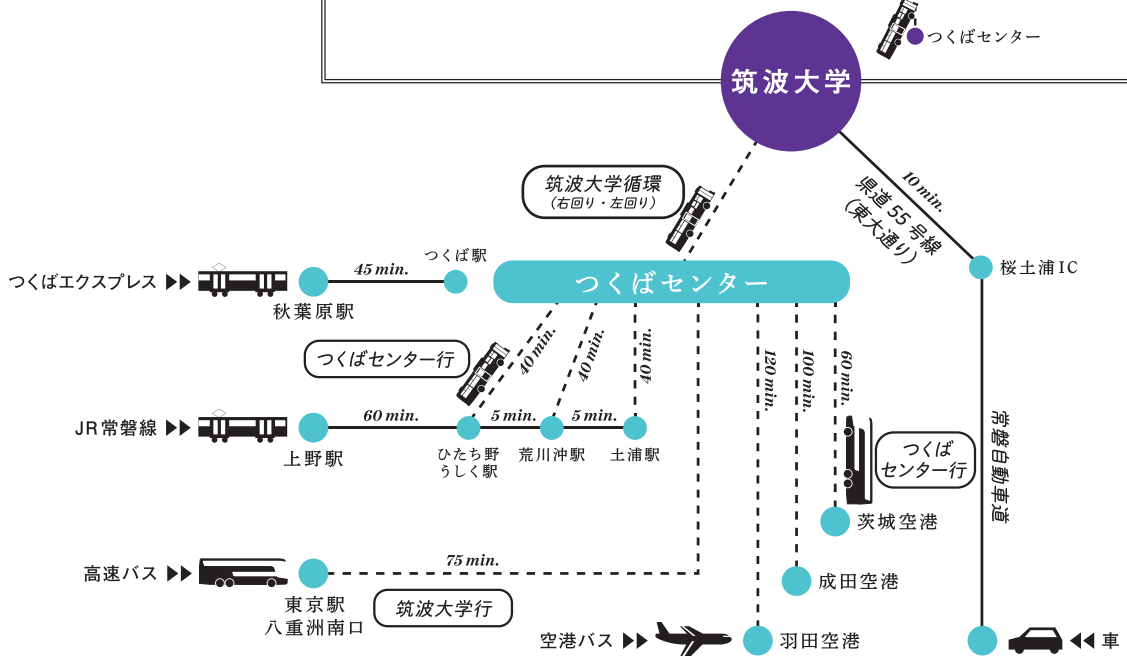 つくばセンター
筑波大学
10 min.
県道55号線
(東大通り)
筑波大学循環
(右回り・左回り)
つくばエクスプレス
秋葉原駅
45 min.
つくば駅
つくばセンター
桜土浦IC
つくばセンター行
40 min.
40 min.
40 min.
120 min.
100 min.
60 min.
JR常磐線
上野駅
60 min.
ひたち野
うしく駅
5 min.
荒川沖駅
5 min.
土浦駅
つくば
センター行
常磐自動車道
茨城空港
高速バス
東京駅
八重洲南口
75 min.
筑波大学行
成田空港
空港バス
羽田空港
車